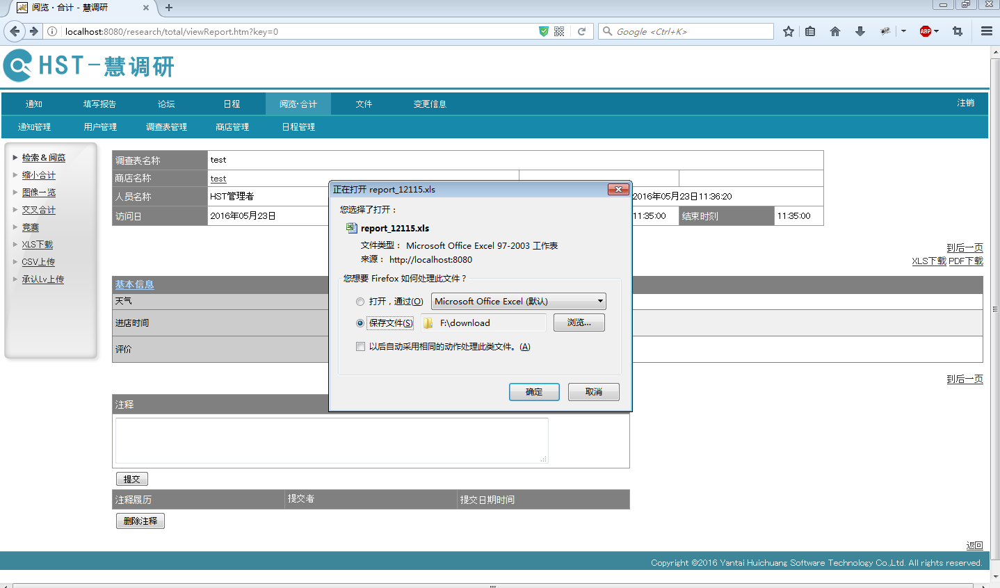 阅览 · 合计 - 慧调研
localhost:8080/research/total/viewReport.htm?key=0
Google <Ctrl+K>
ABP
HST-慧调研
通知 填写报告 论坛 日程 阅览·合计 文件 变更信息 注销
通知管理 用户管理 调查表管理 商店管理 日程管理
检索&阅览
缩小合计
图像一览
交叉合计
竞赛
XLS下载
CSV上传
承认Lv上传
调查表名称 test
商店名称 test
人员名称 HST管理者 2016年05月23日11:36:20
访问日 2016年05月23日 11:35:00 结束时刻 11:35:00
到后一页
XLS下载 PDF下载
基本信息
天气
进店时间
评价
到后一页
正在打开 report_12115.xls
您选择了打开：
report_12115.xls
文件类型： Microsoft Office Excel 97-2003 工作表
来源： http://localhost:8080
您想要 Firefox 如何处理此文件？
打开，通过(O) Microsoft Office Excel (默认)
保存文件(S) F:\download 浏览...
以后自动采用相同的动作处理此类文件。(A)
确定 取消
注释
提交
注释履历 提交者 提交日期时间
删除注释
返回
Copyright ©2016 Yantai Huichuang Software Technology Co.,Ltd. All rights reserved.